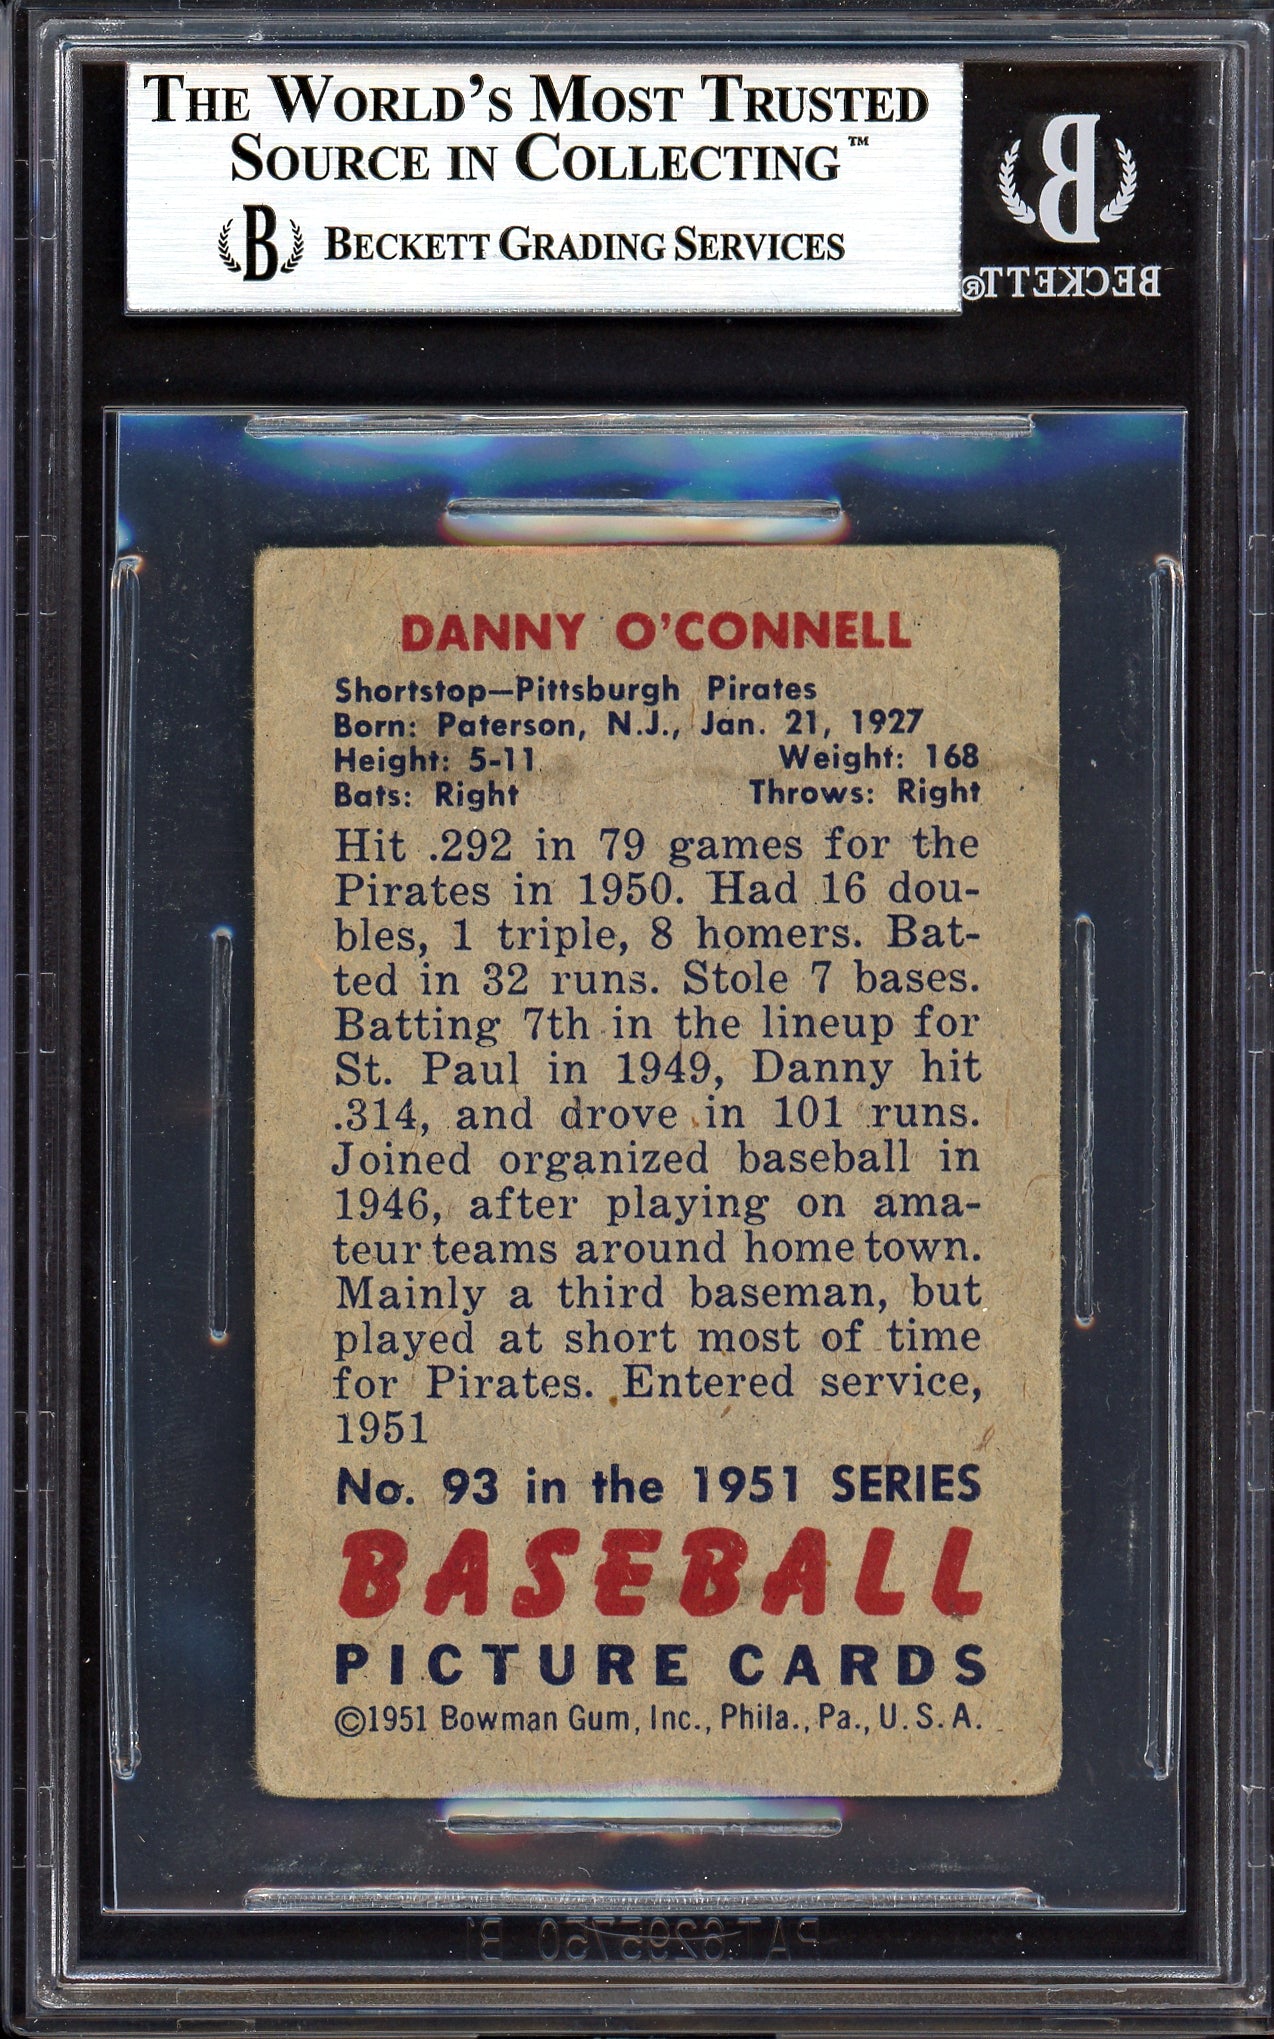 THE WORLD'S MOST TRUSTED
SOURCE IN COLLECTING™
B BECKETT GRADING SERVICES
B
BECKETT®
DANNY O'CONNELL
Shortstop—Pittsburgh Pirates
Born: Paterson, N.J., Jan. 21, 1927
Height: 5-11 Weight: 168
Bats: Right Throws: Right
Hit .292 in 79 games for the
Pirates in 1950. Had 16 dou-
bles, 1 triple, 8 homers. Bat-
ted in 32 runs. Stole 7 bases.
Batting 7th in the lineup for
St. Paul in 1949, Danny hit
.314, and drove in 101 runs.
Joined organized baseball in
1946, after playing on ama-
teur teams around home town.
Mainly a third baseman, but
played at short most of time
for Pirates. Entered service,
1951
No. 93 in the 1951 SERIES
BASEBALL
PICTURE CARDS
©1951 Bowman Gum, Inc., Phila., Pa., U.S.A.
PAT 6295750 B1